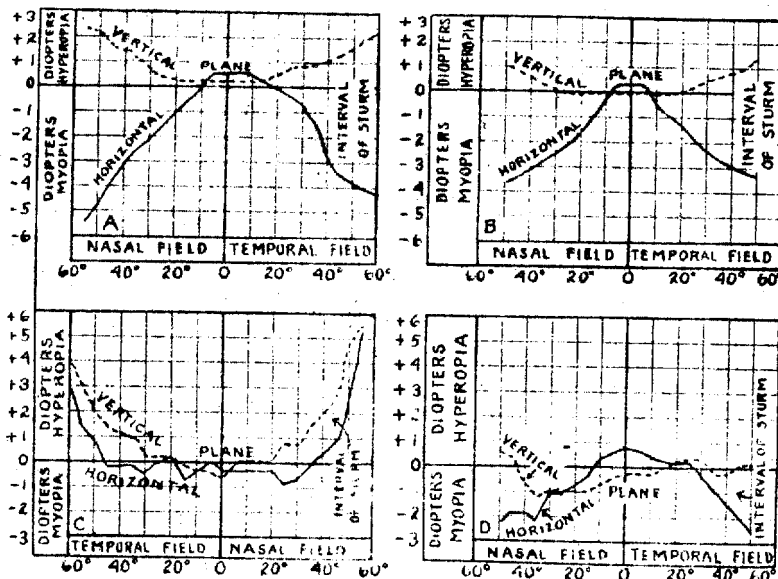 +3
+2
+1
0
-1
-2
-3
-4
-5
-6
DIOPTERS HYPEROPIA
DIOPTERS MYOPIA
VERTICAL
PLANE
HORIZONTAL
INTERVAL OF STURM
A
NASAL FIELD TEMPORAL FIELD
60° 40° 20° 0 20° 40° 60°
+3
+2
+1
0
-1
-2
-3
-4
-5
-6
DIOPTERS HYPEROPIA
DIOPTERS MYOPIA
VERTICAL
PLANE
HORIZONTAL
INTERVAL OF STURM
B
NASAL FIELD TEMPORAL FIELD
60° 40° 20° 0 20° 40° 60°
+6
+5
+4
+3
+2
+1
0
-1
-2
-3
DIOPTERS HYPEROPIA
DIOPTERS MYOPIA
VERTICAL
PLANE
HORIZONTAL
INTERVAL OF STURM
C
TEMPORAL FIELD NASAL FIELD
60° 40° 20° 0 20° 40° 60°
+6
+5
+4
+3
+2
+1
0
-1
-2
-3
DIOPTERS HYPEROPIA
DIOPTERS MYOPIA
VERTICAL
PLANE
HORIZONTAL
INTERVAL OF STURM
D
NASAL FIELD TEMPORAL FIELD
60° 40° 20° 0 20° 40° 60°